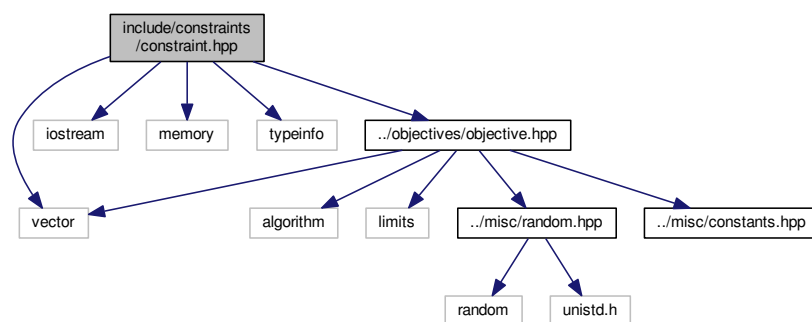 include/constraints
/constraint.hpp
iostream
memory
typeinfo
../objectives/objective.hpp
vector
algorithm
limits
../misc/random.hpp
../misc/constants.hpp
random
unistd.h